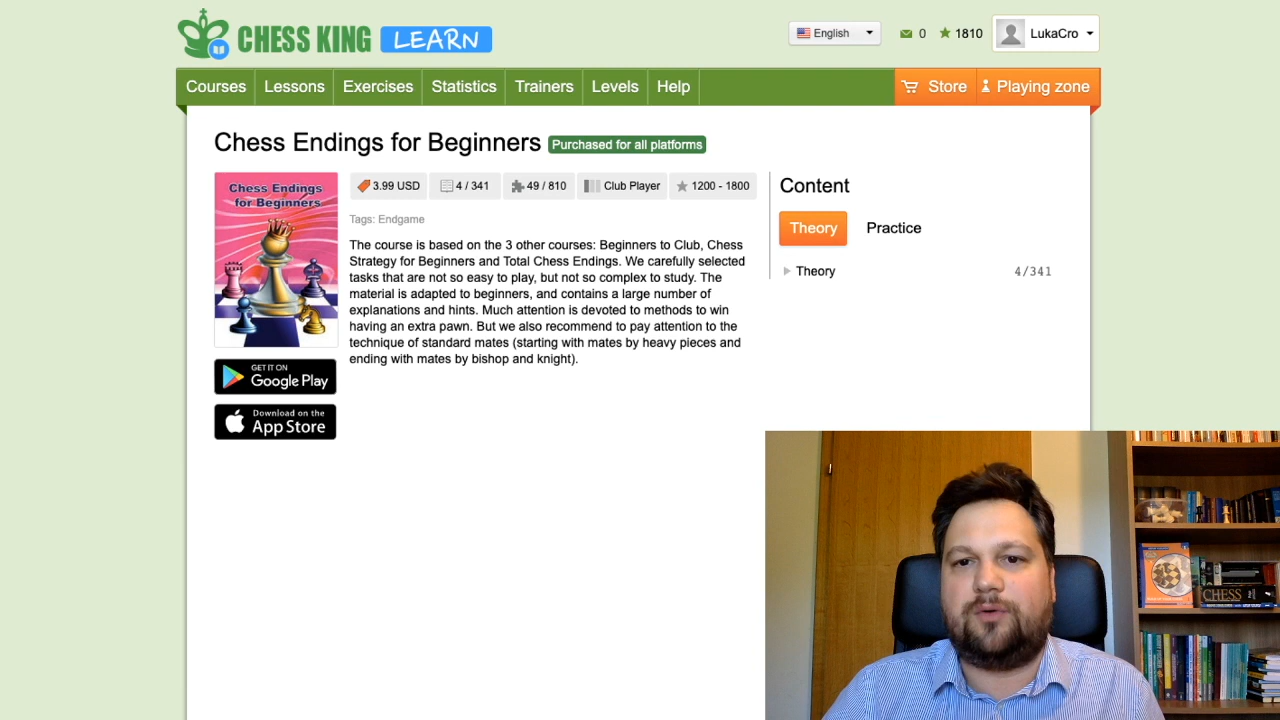 CHESS KING LEARN
English
0
1810
LukaCro
Courses
Lessons
Exercises
Statistics
Trainers
Levels
Help
Store
Playing zone
Chess Endings for Beginners
Purchased for all platforms
Chess Endings
for Beginners
3.99 USD
4 / 341
49 / 810
Club Player
1200 - 1800
Tags: Endgame
The course is based on the 3 other courses: Beginners to Club, Chess
Strategy for Beginners and Total Chess Endings. We carefully selected
tasks that are not so easy to play, but not so complex to study. The
material is adapted to beginners, and contains a large number of
explanations and hints. Much attention is devoted to methods to win
having an extra pawn. But we also recommend to pay attention to the
technique of standard mates (starting with mates by heavy pieces and
ending with mates by bishop and knight).
GET IT ON
Google Play
Download on the
App Store
Content
Theory
Practice
Theory
4/341
CHESS